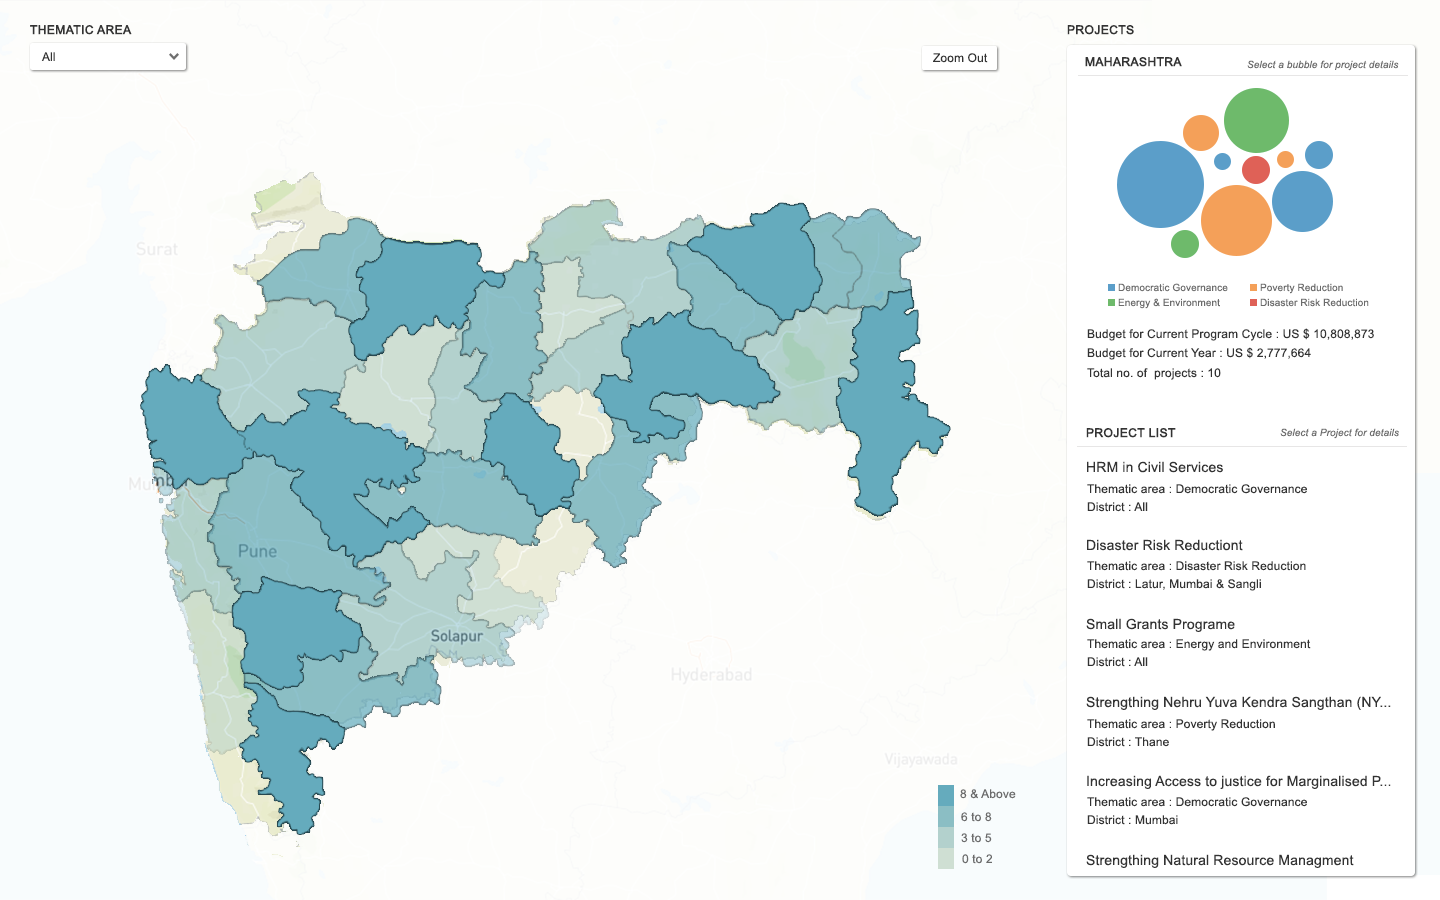 THEMATIC AREA
All
Zoom Out
Surat
Pune
Solapur
Hyderabad
Vijayawada
8 & Above
6 to 8
3 to 5
0 to 2
PROJECTS
MAHARASHTRA
Select a bubble for project details
Democratic Governance
Poverty Reduction
Energy & Environment
Disaster Risk Reduction
Budget for Current Program Cycle : US $ 10,808,873
Budget for Current Year : US $ 2,777,664
Total no. of projects : 10
PROJECT LIST
Select a Project for details
HRM in Civil Services
Thematic area : Democratic Governance
District : All
Disaster Risk Reductiont
Thematic area : Disaster Risk Reduction
District : Latur, Mumbai & Sangli
Small Grants Programe
Thematic area : Energy and Environment
District : All
Strengthing Nehru Yuva Kendra Sangthan (NY...
Thematic area : Poverty Reduction
District : Thane
Increasing Access to justice for Marginalised P...
Thematic area : Democratic Governance
District : Mumbai
Strengthing Natural Resource Managment